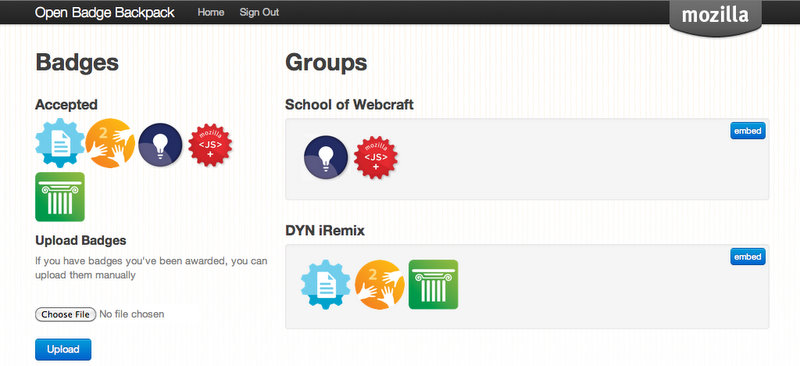 Open Badge Backpack Home Sign Out
mozilla
Badges
Accepted
2
mozilla
<JS>
+
Upload Badges
If you have badges you've been awarded, you can
upload them manually
Choose File No file chosen
Upload
Groups
School of Webcraft
embed
mozilla
<JS>
+
DYN iRemix
embed
2